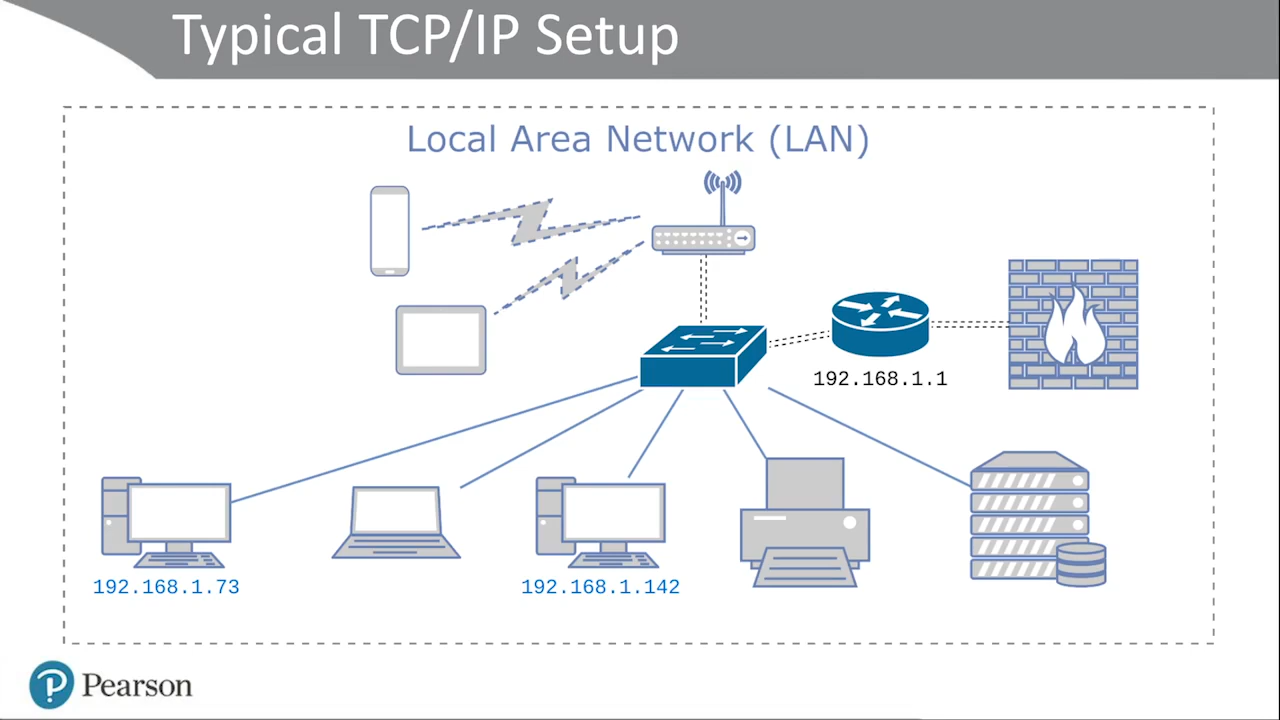 Typical TCP/IP Setup
Local Area Network (LAN)
192.168.1.1
192.168.1.73
192.168.1.142
Pearson